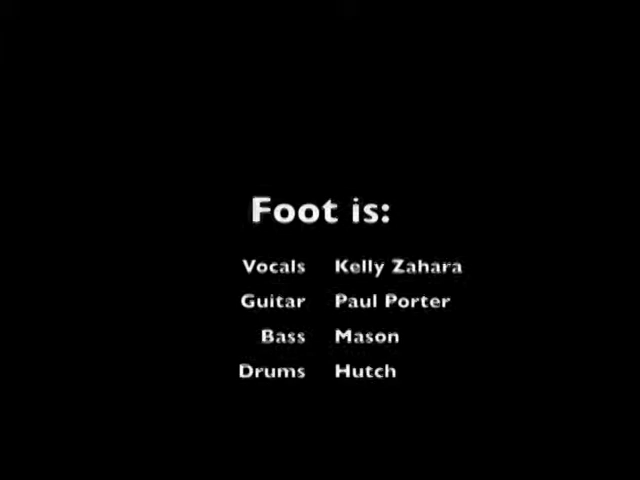 Foot is:
Vocals Kelly Zahara
Guitar Paul Porter
Bass Mason
Drums Hutch